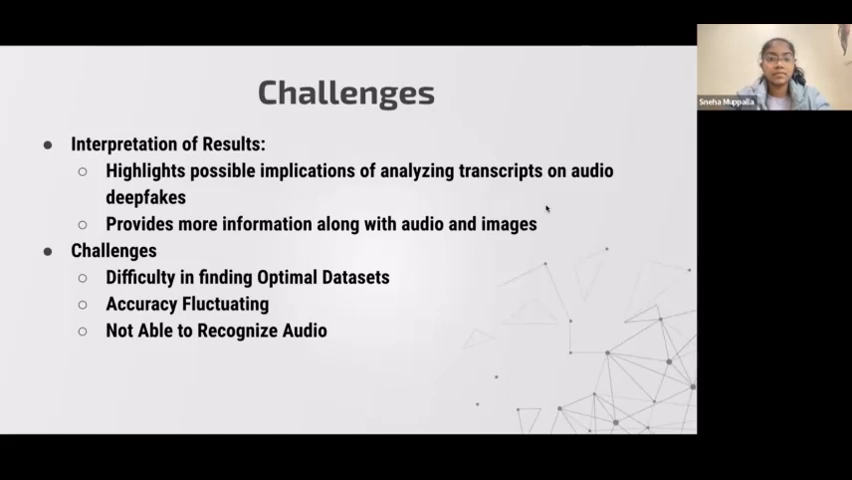 Challenges
Sneha Muppalla
● Interpretation of Results:
○ Highlights possible implications of analyzing transcripts on audio
deepfakes
○ Provides more information along with audio and images
● Challenges
○ Difficulty in finding Optimal Datasets
○ Accuracy Fluctuating
○ Not Able to Recognize Audio